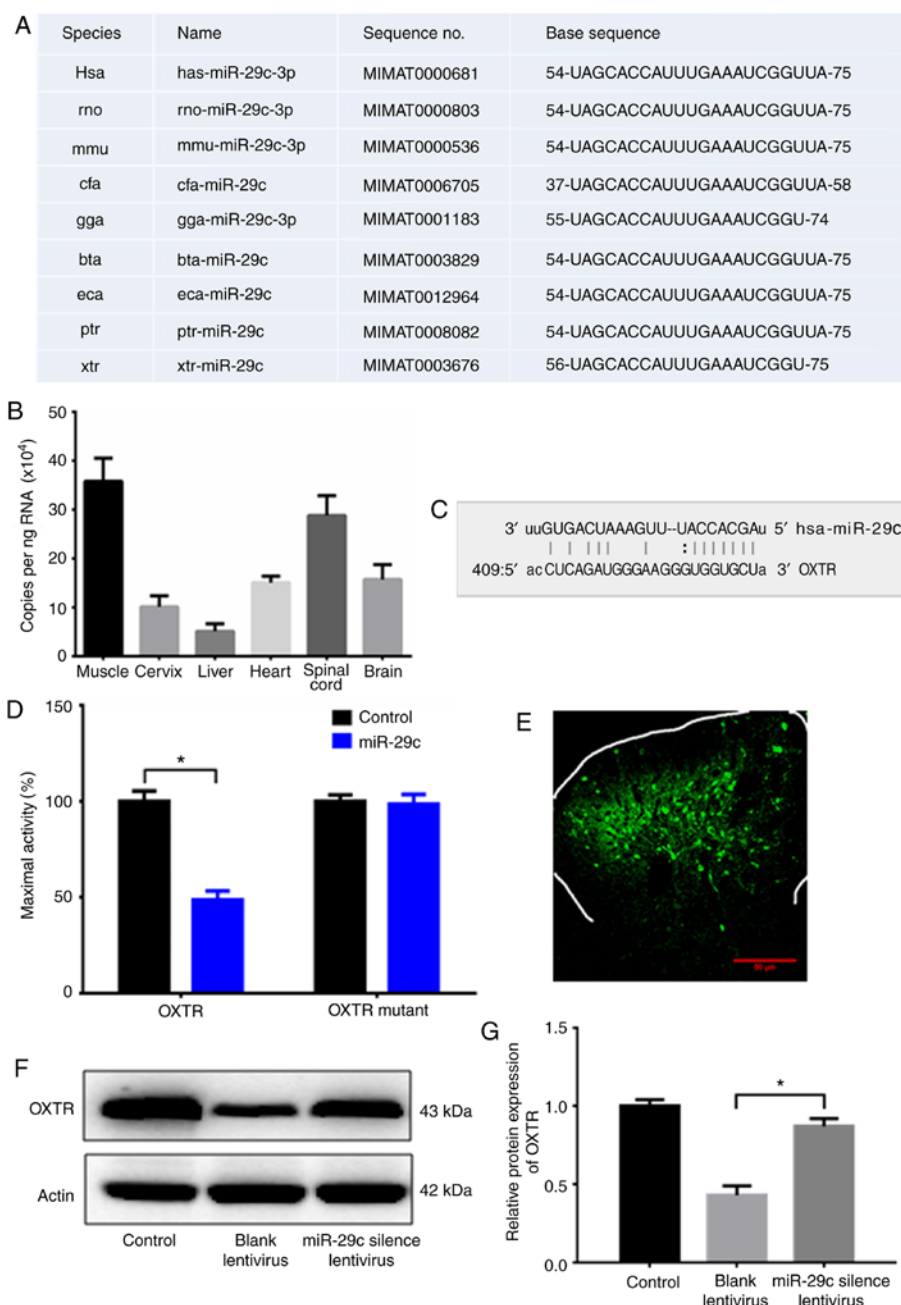 A
Species Name Sequence no. Base sequence
Hsa has-miR-29c-3p MIMAT0000681 54-UAGCACCAUUUGAAAUCGGUUA-75
rno rno-miR-29c-3p MIMAT0000803 54-UAGCACCAUUUGAAAUCGGUUA-75
mmu mmu-miR-29c-3p MIMAT0000536 54-UAGCACCAUUUGAAAUCGGUUA-75
cfa cfa-miR-29c MIMAT0006705 37-UAGCACCAUUUGAAAUCGGUUA-58
gga gga-miR-29c-3p MIMAT0001183 55-UAGCACCAUUUGAAAUCGGU-74
bta bta-miR-29c MIMAT0003829 54-UAGCACCAUUUGAAAUCGGUUA-75
eca eca-miR-29c MIMAT0012964 54-UAGCACCAUUUGAAAUCGGUUA-75
ptr ptr-miR-29c MIMAT0008082 54-UAGCACCAUUUGAAAUCGGUUA-75
xtr xtr-miR-29c MIMAT0003676 56-UAGCACCAUUUGAAAUCGGU-75
B
Copies per ng RNA (x10⁴)
50
40
30
20
10
0
Muscle Cervix Liver Heart Spinal cord Brain
C
3′ uuGUGACUAAAGUU--UACCACGAu 5′ hsa-miR-29c
409:5′ acCUCAGAUGGGAAGGGUGGUGCUa 3′ OXTR
D
Maximal activity (%)
150
100
50
0
Control
miR-29c
*
OXTR OXTR mutant
E
50 μm
F
OXTR 43 kDa
Actin 42 kDa
Control Blank lentivirus miR-29c silence lentivirus
G
Relative protein expression
of OXTR
1.5
1.0
0.5
0.0
*
Control Blank lentivirus miR-29c silence lentivirus